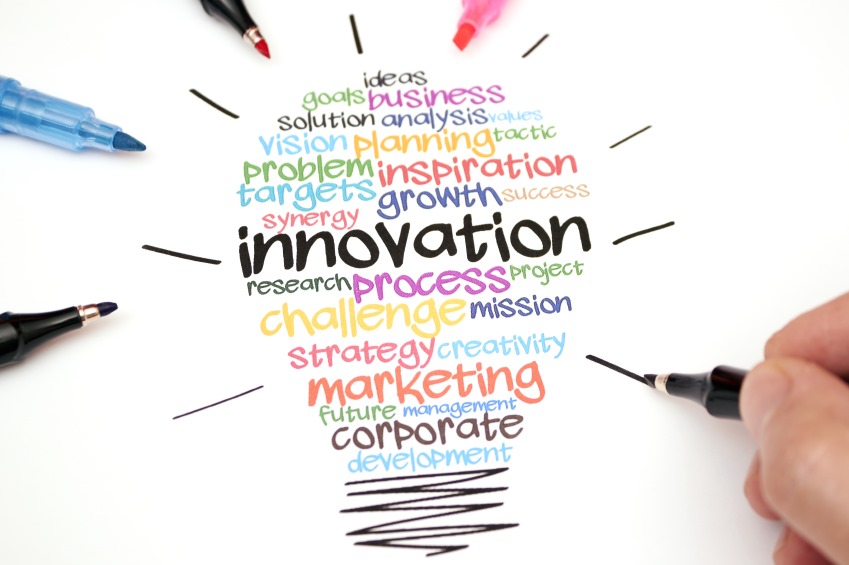 ideas
goals business
solution analysis values
vision planning tactic
problem inspiration
targets growth success
synergy
innovation
research process project
challenge mission
strategy creativity
marketing
future management
corporate
development